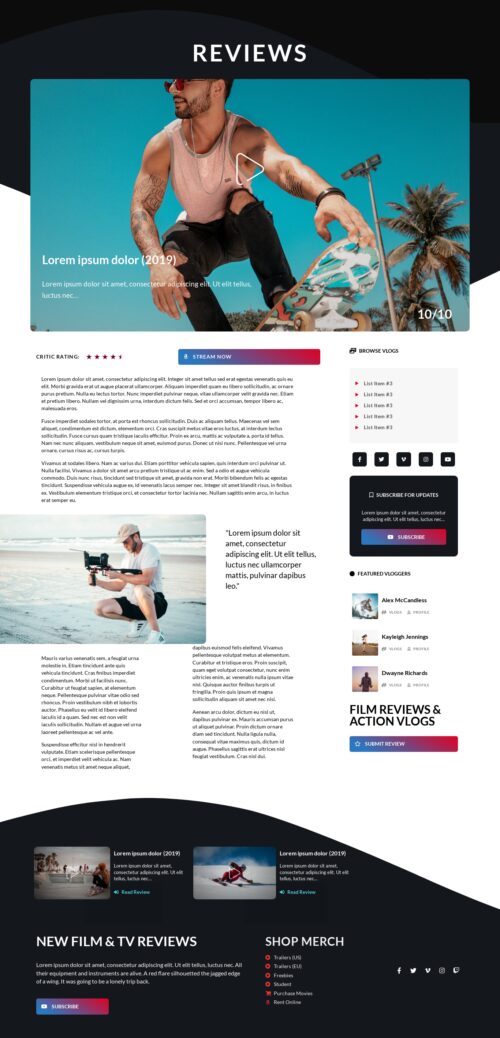 REVIEWS
Lorem ipsum dolor (2019)
Lorem ipsum dolor sit amet, consectetur adipiscing elit. Ut elit tellus,
luctus nec...
10/10
CRITIC RATING:
STREAM NOW
Lorem ipsum dolor sit amet, consectetur adipiscing elit. Integer sit amet tellus sed erat egestas venenatis quis eu
elit. Morbi gravida erat ut augue placerat ullamcorper. Aliquam imperdiet quam eu libero sollicitudin, ac ornare
purus pretium. Nulla eu lectus tortor. Nunc imperdiet pulvinar neque, vitae ullamcorper velit gravida nec. Etiam
et pretium libero. Nullam vel dignissim urna, interdum dictum felis. Sed et orci accumsan, tempor libero ac,
malesuada eros.
Fusce imperdiet sodales tortor, at porta est rhoncus sollicitudin. Duis ac aliquam tellus. Maecenas vel sem
aliquet, condimentum est dictum, elementum orci. Cras suscipit metus vitae eros luctus, at interdum lectus
sollicitudin. Fusce cursus quam tristique iaculis efficitur. Proin ex arcu, mattis ac vulputate a, porta id tellus.
Nam nec nunc aliquam, vestibulum neque sit amet, euismod purus. Donec ut nisi nunc. Pellentesque vel urna
ornare, cursus risus ac, cursus turpis.
Vivamus at sodales libero. Nam ac varius dui. Etiam porttitor vehicula sapien, quis interdum orci pulvinar ut.
Nulla facilisi. Vivamus a dolor sit amet arcu pretium tristique ut at enim. Sed a odio et augue vehicula
commodo. Duis nunc risus, tincidunt sed tristique sit amet, gravida non erat. Morbi bibendum felis ac egestas
tincidunt. Suspendisse vehicula augue ex, id venenatis lacus semper nec. Integer sit amet blandit risus, in finibus
ex. Vestibulum elementum tristique orci, et consectetur tortor lacinia nec. Nullam sagittis enim arcu, in luctus
erat semper eu.
"Lorem ipsum dolor sit
amet, consectetur
adipiscing elit. Ut elit tellus,
luctus nec ullamcorper
mattis, pulvinar dapibus
leo."
Mauris varius venenatis sem, a feugiat urna
molestie in. Etiam tincidunt ante quis
vehicula tincidunt. Cras finibus imperdiet
condimentum. Morbi id iaculis nunc.
Curabitur ut feugiat sapien, at elementum
neque. Pellentesque pulvinar vitae odio sed
rhoncus. Proin vestibulum nibh at lobortis
auctor. Phasellus eu velit id libero eleifend
iaculis id a quam. Sed nec est non velit
iaculis sollicitudin. Nullam et augue vel urna
laoreet pellentesque ac vel ante.
Suspendisse efficitur nisl in hendrerit
vulputate. Etiam scelerisque pellentesque
orci, et imperdiet velit vehicula ac. Nam
venenatis metus sit amet neque aliquet,
dapibus euismod felis eleifend. Vivamus
pellentesque volutpat metus at elementum.
Curabitur et tristique eros. Proin suscipit,
quam eget volutpat consectetur, nunc enim
ultricies enim, ac venenatis nulla ipsum vitae
nisl. Quisque auctor finibus turpis ut
fringilla. Proin quis ipsum et magna
sollicitudin aliquam sit amet nec nisi.
Aenean arcu dolor, dictum eu nisi ut,
dapibus pulvinar ex. Mauris accumsan purus
ut aliquet pulvinar. Proin dictum ornare
diam sed tincidunt. Nulla ligula nulla,
consequat vitae maximus quis, dictum id
augue. Phasellus sagittis erat ultrices nisl
feugiat vestibulum. Cras nisl dui.
BROWSE VLOGS
List Item #3
List Item #3
List Item #3
List Item #3
List Item #3
SUBSCRIBE FOR UPDATES
Lorem ipsum dolor sit amet,
consectetur adipiscing elit tellus nec...
SUBSCRIBE
FEATURED VLOGGERS
Alex McCandless
VLOGS PROFILE
Kayleigh Jennings
VLOGS PROFILE
Dwayne Richards
VLOGS PROFILE
FILM REVIEWS &
ACTION VLOGS
SUBMIT REVIEW
Lorem ipsum dolor (2019)
Lorem ipsum dolor sit amet,
consectetur adipiscing elit. Ut elit
tellus, luctus nec...
Read Review
Lorem ipsum dolor (2019)
Lorem ipsum dolor sit amet,
consectetur adipiscing elit. Ut elit
tellus, luctus nec...
Read Review
NEW FILM & TV REVIEWS
Lorem ipsum dolor sit amet, consectetur adipiscing elit tellus, luctus nec. All
their equipment and instruments are alive. A red flare silhouetted the jagged edge
of a wing. It was going to be a lonely trip back.
SUBSCRIBE
SHOP MERCH
Trailers (US)
Trailers (EU)
Freebies
Student
Purchase Movies
Rent Online